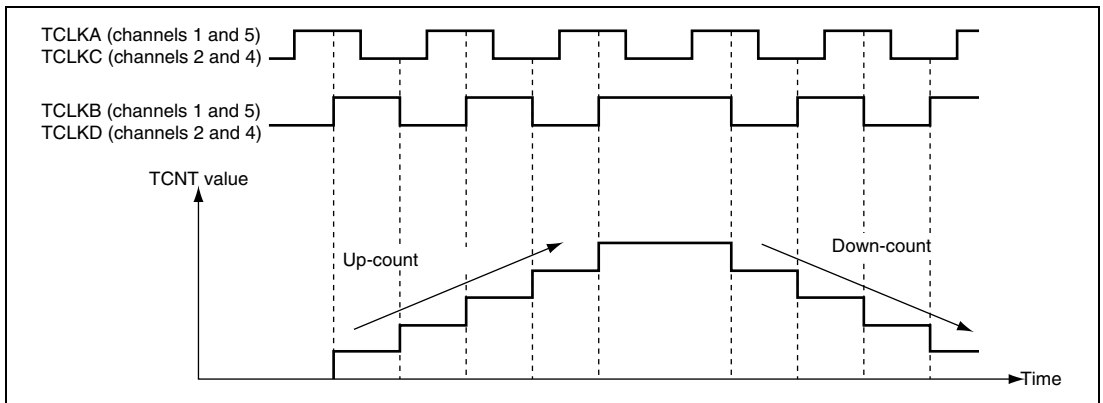 TCLKA (channels 1 and 5)
TCLKC (channels 2 and 4)
TCLKB (channels 1 and 5)
TCLKD (channels 2 and 4)
TCNT value
Up-count
Down-count
Time